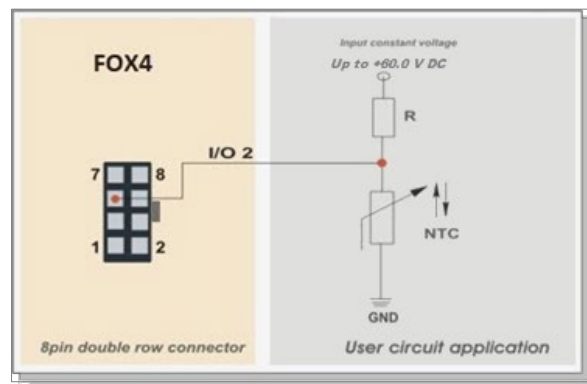 FOX4
Input constant voltage
Up to +60.0 V DC
R
I/O 2
7
8
1
2
NTC
GND
8pin double row connector
User circuit application